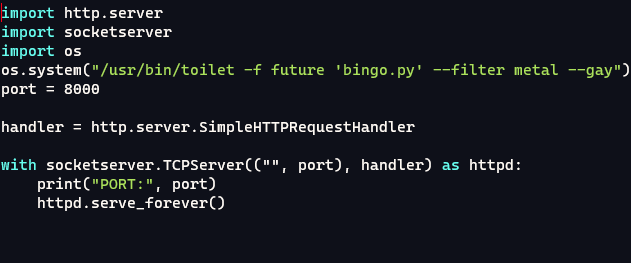 import http.server
import socketserver
import os
os.system("/usr/bin/toilet -f future 'bingo.py' --filter metal --gay")
port = 8000
handler = http.server.SimpleHTTPRequestHandler
with socketserver.TCPServer(("", port), handler) as httpd:
    print("PORT:", port)
    httpd.serve_forever()